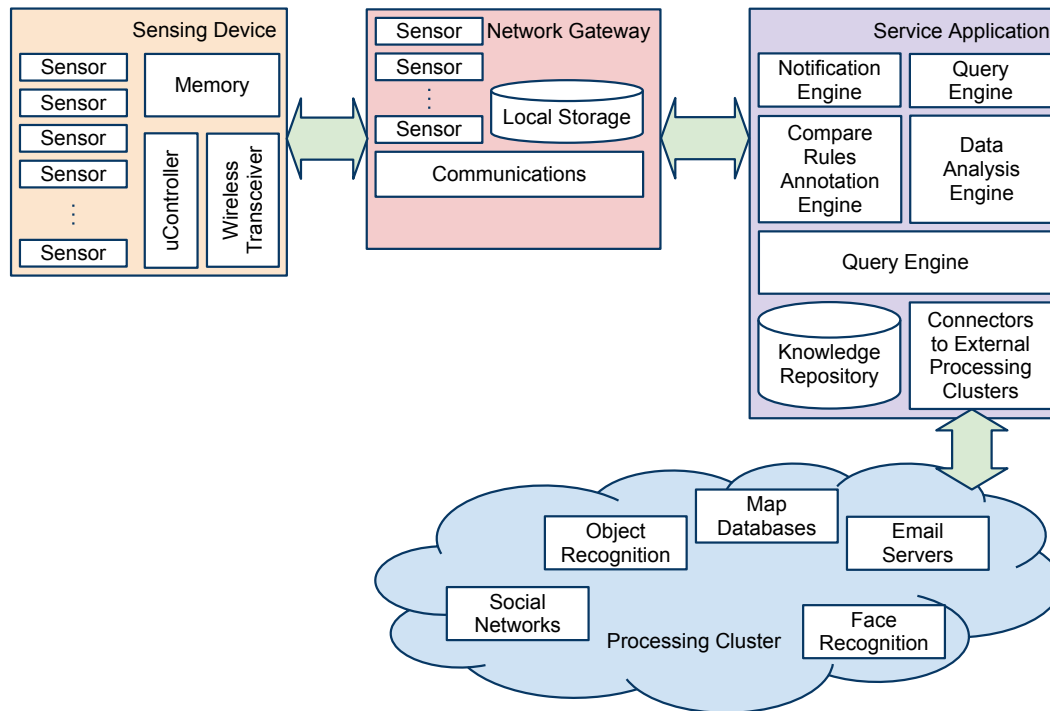 Sensing Device
Sensor
Sensor
Sensor
Sensor
⋮
Sensor
Memory
uController
Wireless
Transceiver
Network Gateway
Sensor
Sensor
⋮
Sensor
Local Storage
Communications
Service Application
Notification
Engine
Query
Engine
Compare
Rules
Annotation
Engine
Data
Analysis
Engine
Query Engine
Knowledge
Repository
Connectors
to External
Processing
Clusters
Map
Databases
Object
Recognition
Email
Servers
Social
Networks
Face
Recognition
Processing Cluster